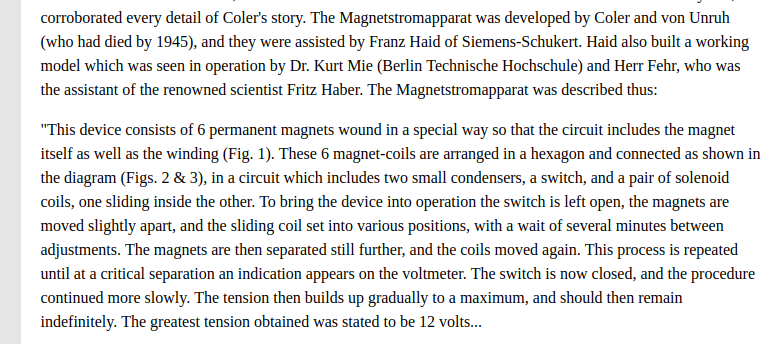 corroborated every detail of Coler's story. The Magnetstromapparat was developed by Coler and von Unruh
(who had died by 1945), and they were assisted by Franz Haid of Siemens-Schukert. Haid also built a working
model which was seen in operation by Dr. Kurt Mie (Berlin Technische Hochschule) and Herr Fehr, who was
the assistant of the renowned scientist Fritz Haber. The Magnetstromapparat was described thus:
"This device consists of 6 permanent magnets wound in a special way so that the circuit includes the magnet
itself as well as the winding (Fig. 1). These 6 magnet-coils are arranged in a hexagon and connected as shown in
the diagram (Figs. 2 & 3), in a circuit which includes two small condensers, a switch, and a pair of solenoid
coils, one sliding inside the other. To bring the device into operation the switch is left open, the magnets are
moved slightly apart, and the sliding coil set into various positions, with a wait of several minutes between
adjustments. The magnets are then separated still further, and the coils moved again. This process is repeated
until at a critical separation an indication appears on the voltmeter. The switch is now closed, and the procedure
continued more slowly. The tension then builds up gradually to a maximum, and should then remain
indefinitely. The greatest tension obtained was stated to be 12 volts...